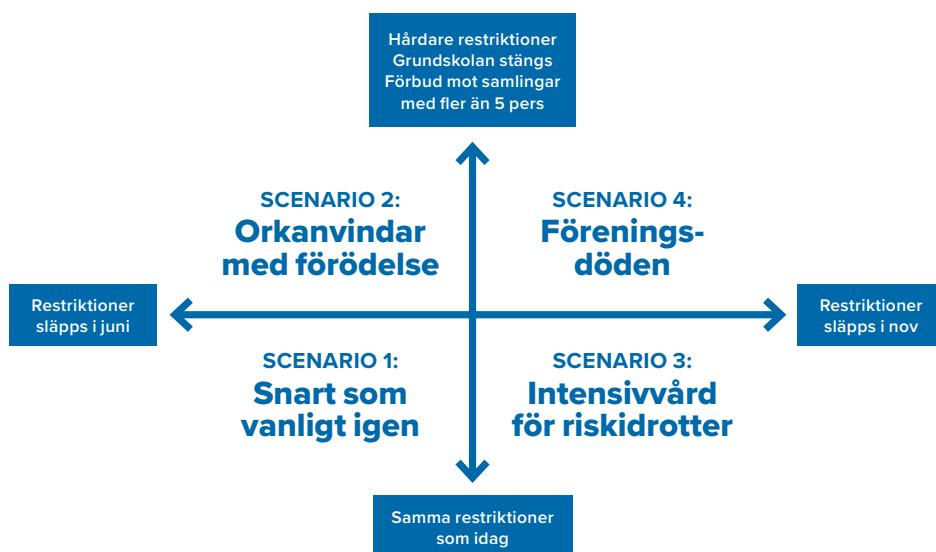 Hårdare restriktioner
Grundskolan stängs
Förbud mot samlingar
med fler än 5 pers
SCENARIO 2:
Orkanvindar
med förödelse
SCENARIO 4:
Förenings-
döden
Restriktioner
släpps i juni
Restriktioner
släpps i nov
SCENARIO 1:
Snart som
vanligt igen
SCENARIO 3:
Intensivvård
för riskidrotter
Samma restriktioner
som idag